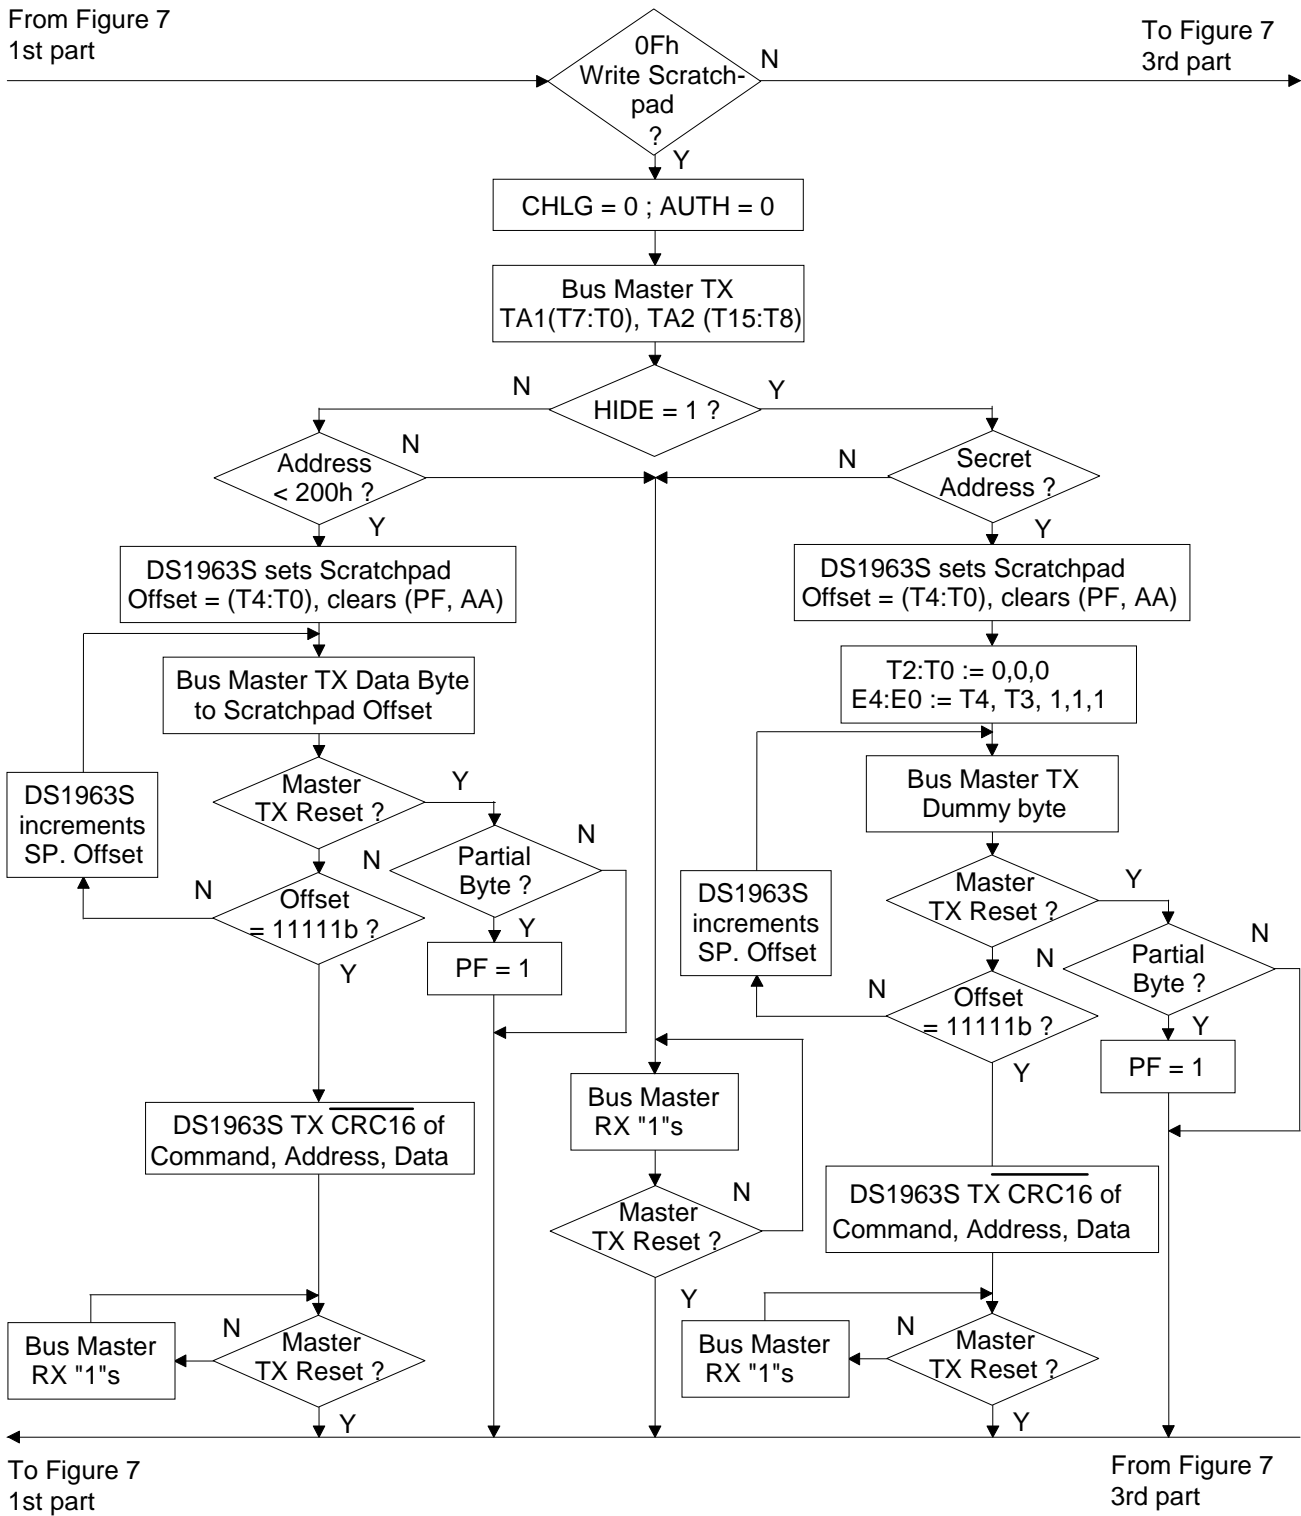 From Figure 7
1st part
0Fh
Write Scratch-
pad
?
N
To Figure 7
3rd part
Y
CHLG = 0 ; AUTH = 0
Bus Master TX
TA1(T7:T0), TA2 (T15:T8)
N
HIDE = 1 ?
Y
Address
< 200h ?
N
Y
N
Secret
Address ?
Y
DS1963S sets Scratchpad
Offset = (T4:T0), clears (PF, AA)
DS1963S sets Scratchpad
Offset = (T4:T0), clears (PF, AA)
Bus Master TX Data Byte
to Scratchpad Offset
T2:T0 := 0,0,0
E4:E0 := T4, T3, 1,1,1
DS1963S
increments
SP. Offset
Master
TX Reset ?
Y
N
Partial
Byte ?
N
Y
PF = 1
N
Offset
= 11111b ?
Y
Bus Master TX
Dummy byte
DS1963S
increments
SP. Offset
Master
TX Reset ?
Y
N
Partial
Byte ?
N
Y
PF = 1
N
Offset
= 11111b ?
Y
DS1963S TX CRC16 of
Command, Address, Data
Bus Master
RX "1"s
Master
TX Reset ?
N
Y
DS1963S TX CRC16 of
Command, Address, Data
Bus Master
RX "1"s
N
Master
TX Reset ?
Y
Bus Master
RX "1"s
N
Master
TX Reset ?
Y
To Figure 7
1st part
From Figure 7
3rd part